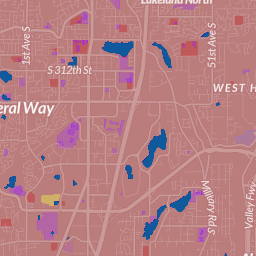 Lakeland North
1st Ave S
51st Ave S
S 312th St
WEST H
eral Way
Military Rd S
Valley Fwy